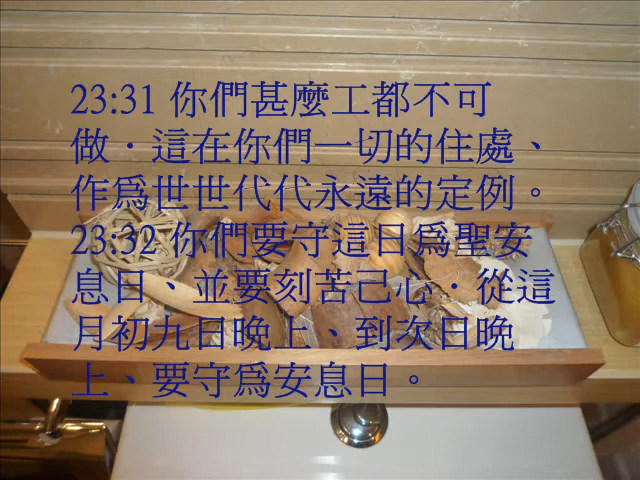 23:31 你們甚麼工都不可
做．這在你們一切的住處、
作為世世代代永遠的定例。
23:32 你們要守這日為聖安
息日、並要刻苦己心．從這
月初九日晚上、到次日晚
上、要守為安息日。